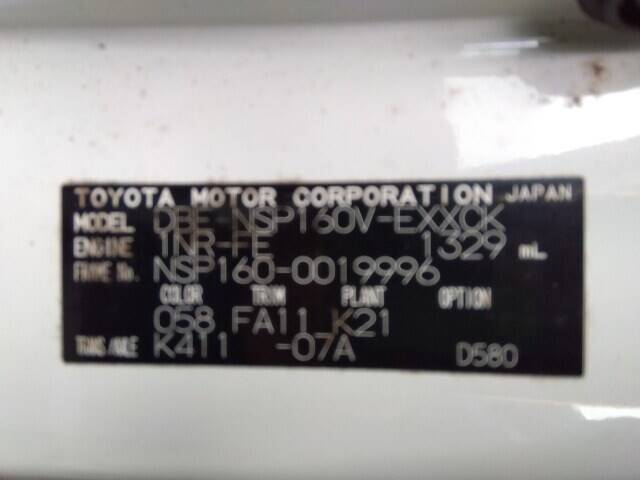 TOYOTA MOTOR CORPORATION JAPAN
MODEL DBE-NSP160V-EXXCK
ENGINE 1NR-FE 1329 mL
FRAME No. NSP160-0019996
COLOR TRIM PLANT OPTION
058 FA11 K21
TRANS/AXLE K411 -07A D580